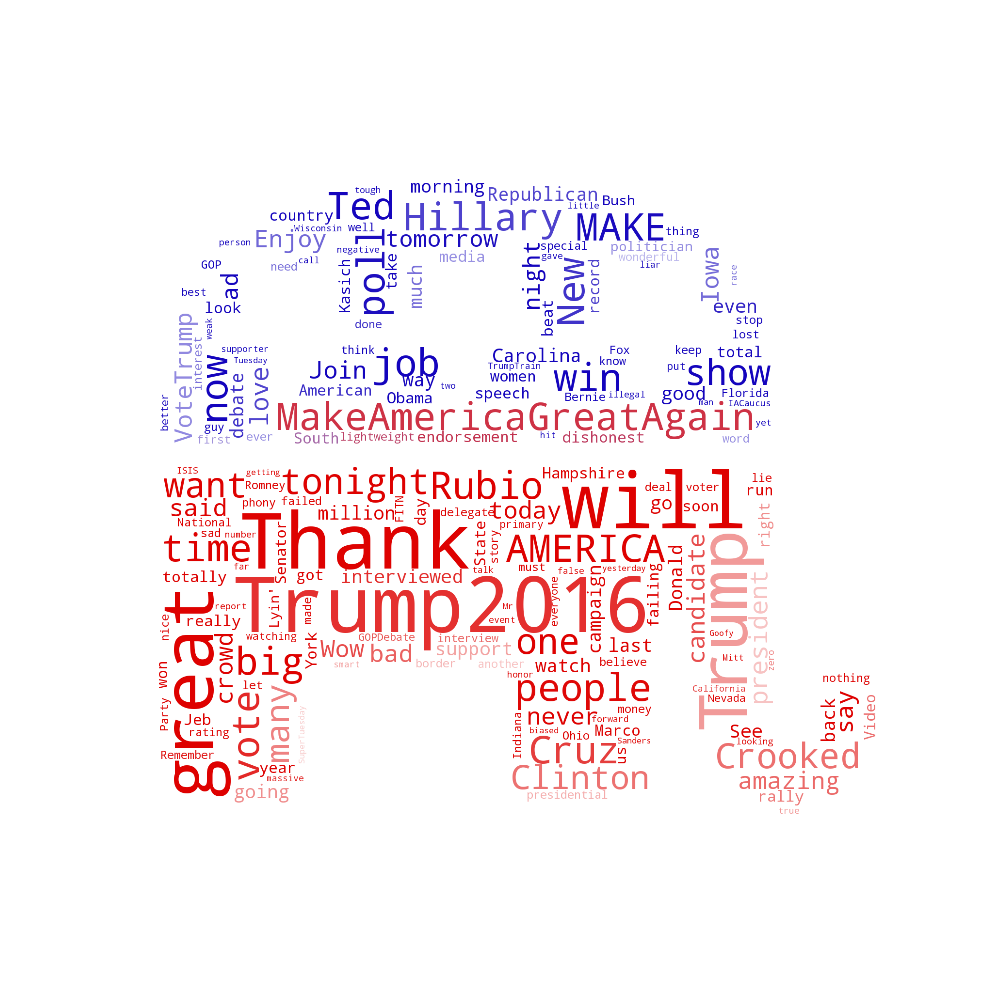 tough
morning
Republican
Ted
Hillary
little
Bush
country
MAKE
thing
Wisconsin
well
Enjoy
poll
tomorrow
person
negative
special
politician
call
take
media
gave
wonderful
GOP
need
Kasich
much
night
New
record
liar
Iowa
race
best
ad
look
done
beat
even
stop
lost
weak
VoteTrump
interest
now
supporter
Tuesday
think
job
Carolina
Fox
keep
total
Join
way
two
TrumpTrain
know
put
show
love
debate
American
Obama
women
win
speech
Bernie
illegal
good
Wan
Florida
IACaucus
better
guy
MakeAmericaGreatAgain
yet
first
ever
South
lightweight
endorsement
hit
dishonest
word
ISIS
getting
want
Romney
tonight
Rubio
Hampshire
will
deal
voter
lie
run
said
phony
failed
million
FITN
day
delegate
today
go
soon
right
National
Thank
State
story
primary
sad
number
time
Senator
AMERICA
Trump
far
talk
must
false
yesterday
totally
got
interviewed
campaign
failing
Donald
candidate
president
great
Lyin'
made
Trump2016
everyone
report
Mr
event
really
nice
watching
York
GOPDebate
interview
one
last
Goofy
crowd
big
Wow
bad
support
smart
border
another
watch
believe
Mitt
zero
won
let
honor
people
California
Nevada
nothing
Party
Jeb
rating
vote
many
SuperTuesday
never
money
forward
Indiana
biased
Ohio
Marco
Sanders
us
See
looking
back
say
Video
Remember
year
massive
Cruz
Crooked
going
Clinton
presidential
amazing
rally
true